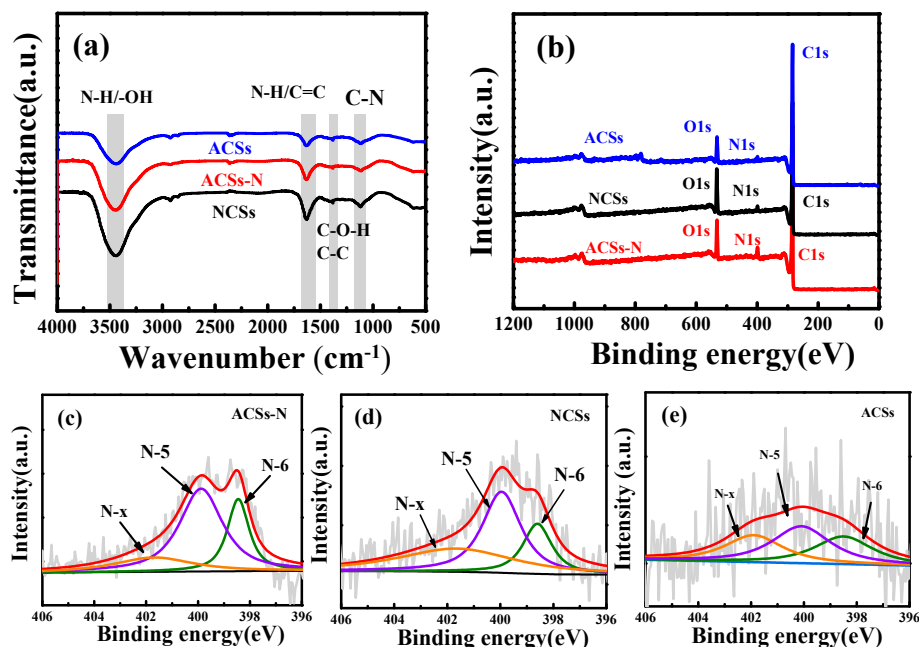 (a)
N-H/-OH
N-H/C=C
C-N
ACSs
ACSs-N
NCSs
C-O-H
C-C
Transmittance(a.u.)
4000 3500 3000 2500 2000 1500 1000 500
Wavenumber (cm-1)
(b)
C1s
O1s
ACSs
N1s
O1s
NCSs
N1s
C1s
O1s
ACSs-N
N1s
C1s
Intensity(a.u.)
1200 1000 800 600 400 200 0
Binding energy(eV)
(c)
ACSs-N
N-5
N-6
N-x
Intensity(a.u.)
406 404 402 400 398 396
Binding energy(eV)
(d)
NCSs
N-5
N-6
N-x
Intensity(a.u.)
406 404 402 400 398 396
Binding energy(eV)
(e)
ACSs
N-5
N-x
N-6
Intensity (a.u.)
406 404 402 400 398 396
Binding energy(eV)